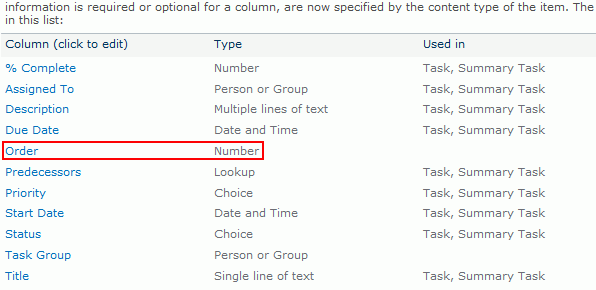 information is required or optional for a column, are now specified by the content type of the item. The
in this list:
Column (click to edit) Type Used in
% Complete Number Task, Summary Task
Assigned To Person or Group Task, Summary Task
Description Multiple lines of text Task, Summary Task
Due Date Date and Time Task, Summary Task
Order Number
Predecessors Lookup Task, Summary Task
Priority Choice Task, Summary Task
Start Date Date and Time Task, Summary Task
Status Choice Task, Summary Task
Task Group Person or Group
Title Single line of text Task, Summary Task